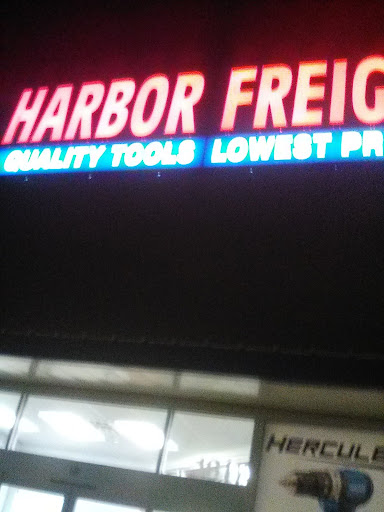 HARBOR FREIG
QUALITY TOOLS LOWEST PR
HERCULE